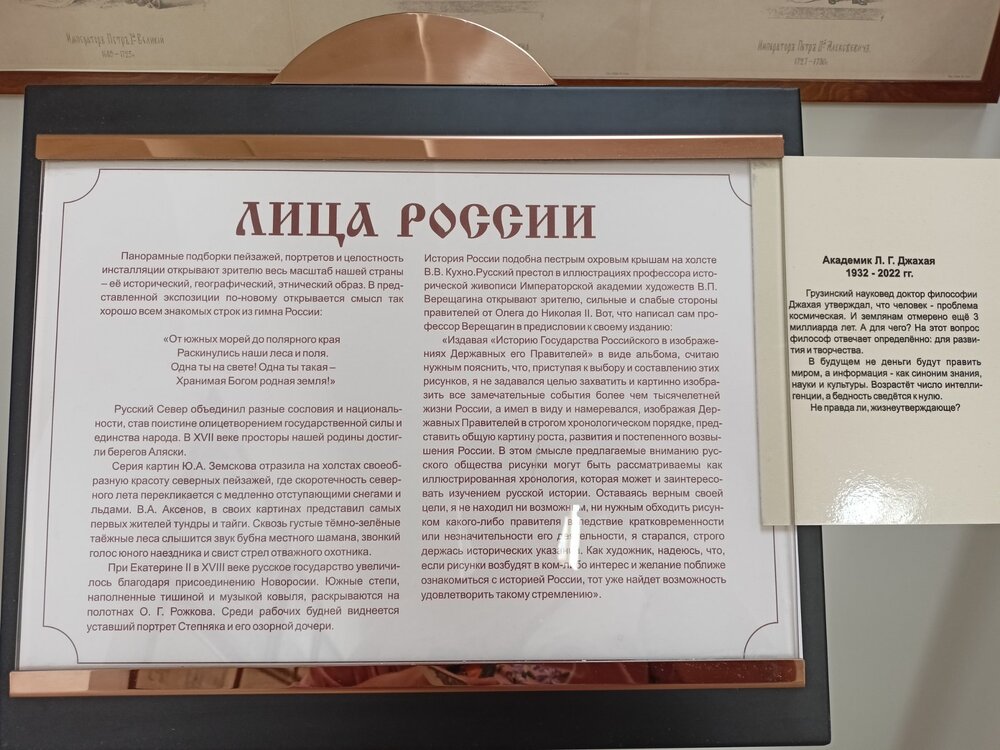 Императоръ Петръ Iй Великiй
1682–1725г.
Императоръ Петръ IIй Алексѣевичъ.
1727–1730г.
ЛИЦА РОССИИ
Панорамные подборки пейзажей, портретов и целостность
инсталляции открывают зрителю весь масштаб нашей страны
– её исторический, географический, этнический образ. В пред-
ставленной экспозиции по-новому открывается смысл так
хорошо всем знакомых строк из гимна России:
«От южных морей до полярного края
Раскинулись наши леса и поля.
Одна ты на свете! Одна ты такая –
Хранимая Богом родная земля!»
Русский Север объединил разные сословия и националь-
ности, став поистине олицетворением государственной силы и
единства народа. В XVII веке просторы нашей родины достиг-
ли берегов Аляски.
Серия картин Ю.А. Земскова отразила на холстах своеоб-
разную красоту северных пейзажей, где скоротечность север-
ного лета перекликается с медленно отступающими снегами и
льдами. В.А. Аксенов, в своих картинах представил самых
первых жителей тундры и тайги. Сквозь густые тёмно-зелёные
таёжные леса слышится звук бубна местного шамана, звонкий
голос юного наездника и свист стрел отважного охотника.
При Екатерине II в XVIII веке русское государство увеличи-
лось благодаря присоединению Новоросии. Южные степи,
наполненные тишиной и музыкой ковыля, раскрываются на
полотнах О. Г. Рожкова. Среди рабочих будней виднеется
уставший портрет Степняка и его озорной дочери.
История России подобна пестрым охровым крышам на холсте
В.В. Кухно.Русский престол в иллюстрациях профессора исто-
рической живописи Императорской академии художеств В.П.
Верещагина открывают зрителю, сильные и слабые стороны
правителей от Олега до Николая II. Вот, что написал сам про-
фессор Верещагин в предисловии к своему изданию:
«Издавая «Историю Государства Российского в изображе-
ниях Державных его Правителей» в виде альбома, считаю
нужным пояснить, что, приступая к выбору и составлению этих
рисунков, я не задавался целью захватить и картинно изобра-
зить все замечательные события более чем тысячелетней
жизни России, а имел в виду и намеревался, изображая Дер-
жавных Правителей в строгом хронологическом порядке, пред-
ставить общую картину роста, развития и постепенного возвы-
шения России. В этом смысле предлагаемые вниманию рус-
ского общества рисунки могут быть рассматриваемы как
иллюстрированная хронология, которая может и заинтересо-
вать изучением русской истории. Оставаясь верным своей
цели, я не находил ни возможным, ни нужным обходить рисун-
ком какого-либо правителя вследствие кратковременности
или незначительности его деятельности, я старался, строго
держась исторических указаний. Как художник, надеюсь, что,
если рисунки возбудят в ком-либо интерес и желание поближе
ознакомиться с историей России, тот уже найдет возможность
удовлетворить такому стремлению».
Академик Л. Г. Джахая
1932 - 2022 гг.
Грузинский науковед доктор философии
Джахая утверждал, что человек - проблема
космическая. И землянам отмерено ещё 3
миллиарда лет. А для чего? На этот вопрос
философ отвечает определённо: для разви-
тия и творчества.
В будущем не деньги будут править
миром, а информация - как синоним знания,
науки и культуры. Возрастёт число интелли-
генции, а бедность сведётся к нулю.
Не правда ли, жизнеутверждающе?